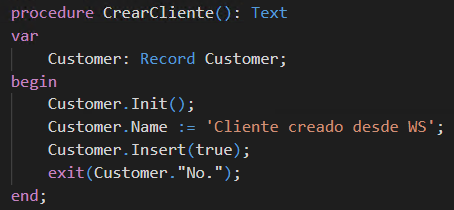 procedure CrearCliente(): Text
var
    Customer: Record Customer;
begin
    Customer.Init();
    Customer.Name := 'Cliente creado desde WS';
    Customer.Insert(true);
    exit(Customer."No.");
end;